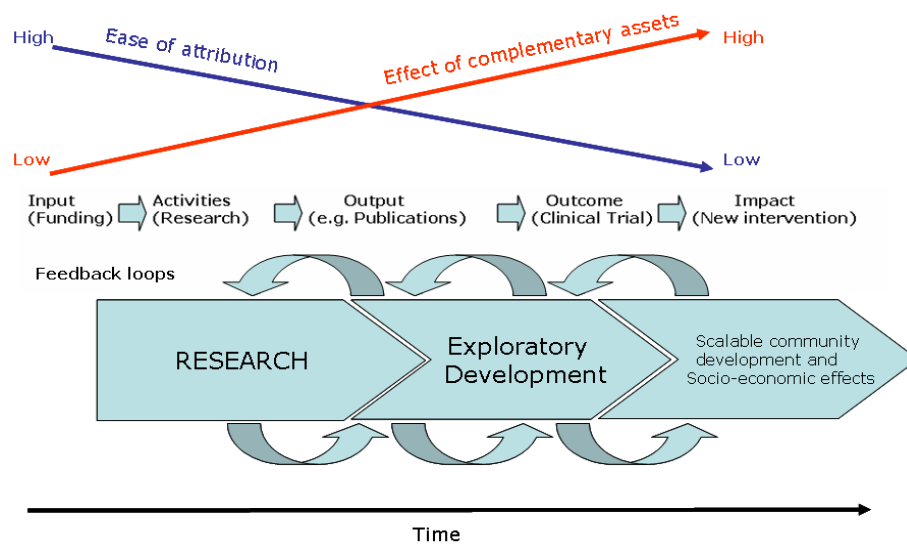 High
Ease of attribution
Effect of complementary assets
High
Low
Low
Input
(Funding)
Activities
(Research)
Output
(e.g. Publications)
Outcome
(Clinical Trial)
Impact
(New intervention)
Feedback loops
RESEARCH
Exploratory
Development
Scalable community
development and
Socio-economic effects
Time